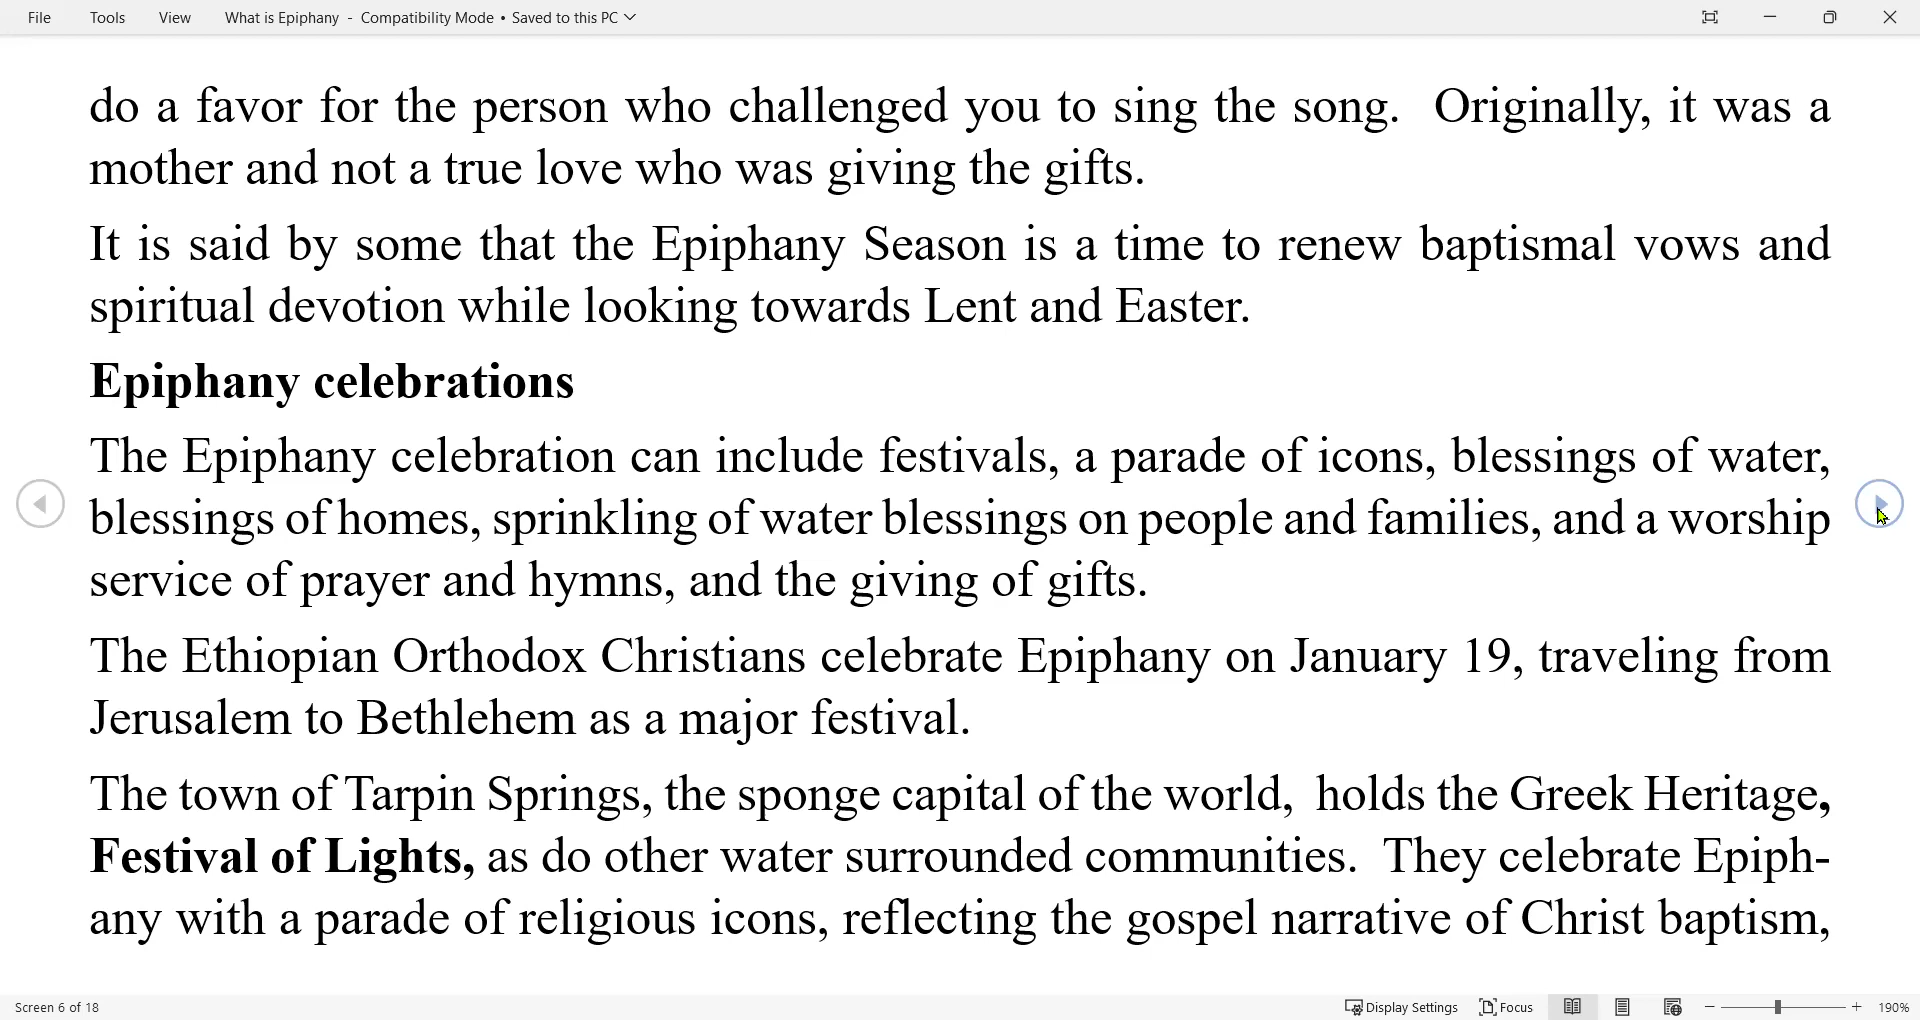 File Tools View What is Epiphany - Compatibility Mode • Saved to this PC
do a favor for the person who challenged you to sing the song. Originally, it was a
mother and not a true love who was giving the gifts.
It is said by some that the Epiphany Season is a time to renew baptismal vows and
spiritual devotion while looking towards Lent and Easter.
Epiphany celebrations
The Epiphany celebration can include festivals, a parade of icons, blessings of water,
blessings of homes, sprinkling of water blessings on people and families, and a worship
service of prayer and hymns, and the giving of gifts.
The Ethiopian Orthodox Christians celebrate Epiphany on January 19, traveling from
Jerusalem to Bethlehem as a major festival.
The town of Tarpin Springs, the sponge capital of the world, holds the Greek Heritage,
Festival of Lights, as do other water surrounded communities. They celebrate Epiph-
any with a parade of religious icons, reflecting the gospel narrative of Christ baptism,
Screen 6 of 18 Display Settings Focus 190%